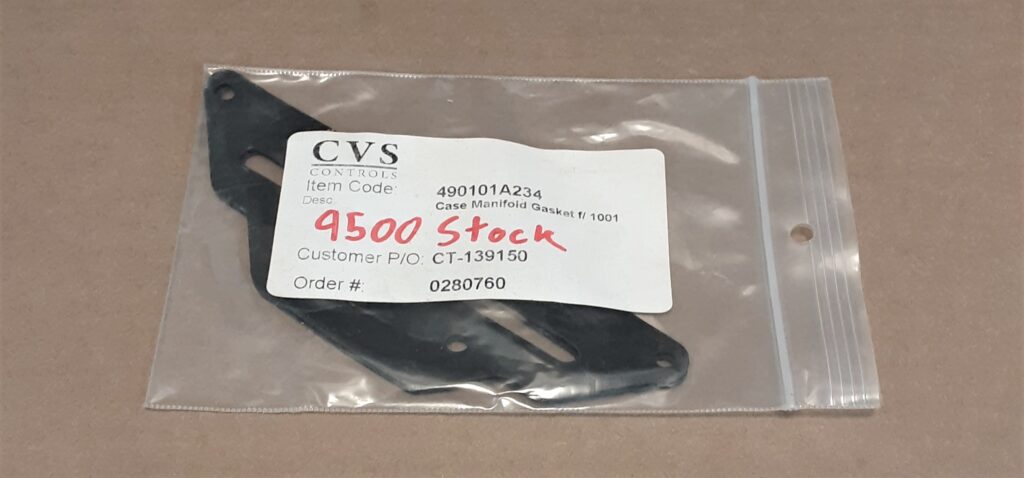 CVS
CONTROLS
Item Code: 490101A234
Desc. Case Manifold Gasket f/ 1001
9500 Stock
Customer P/O: CT-139150
Order #: 0280760